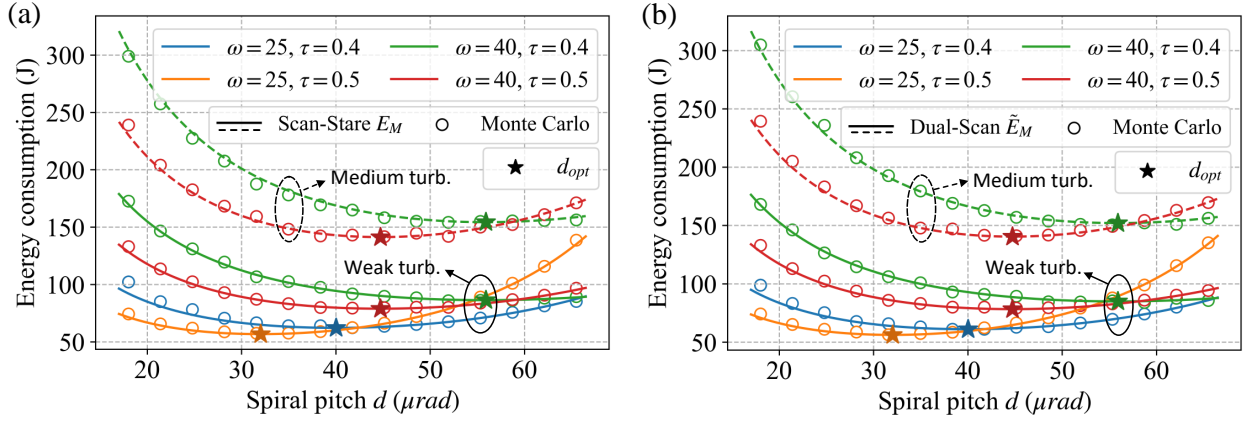 (a)
Energy consumption (J)
300
250
200
150
100
50
ω = 25, τ = 0.4
ω = 40, τ = 0.4
ω = 25, τ = 0.5
ω = 40, τ = 0.5
Scan-Stare E_M
Monte Carlo
d_opt
Medium turb.
Weak turb.
20
30
40
50
60
Spiral pitch d (μrad)
(b)
Energy consumption (J)
300
250
200
150
100
50
ω = 25, τ = 0.4
ω = 40, τ = 0.4
ω = 25, τ = 0.5
ω = 40, τ = 0.5
Dual-Scan Ẽ_M
Monte Carlo
d_opt
Medium turb.
Weak turb.
20
30
40
50
60
Spiral pitch d (μrad)